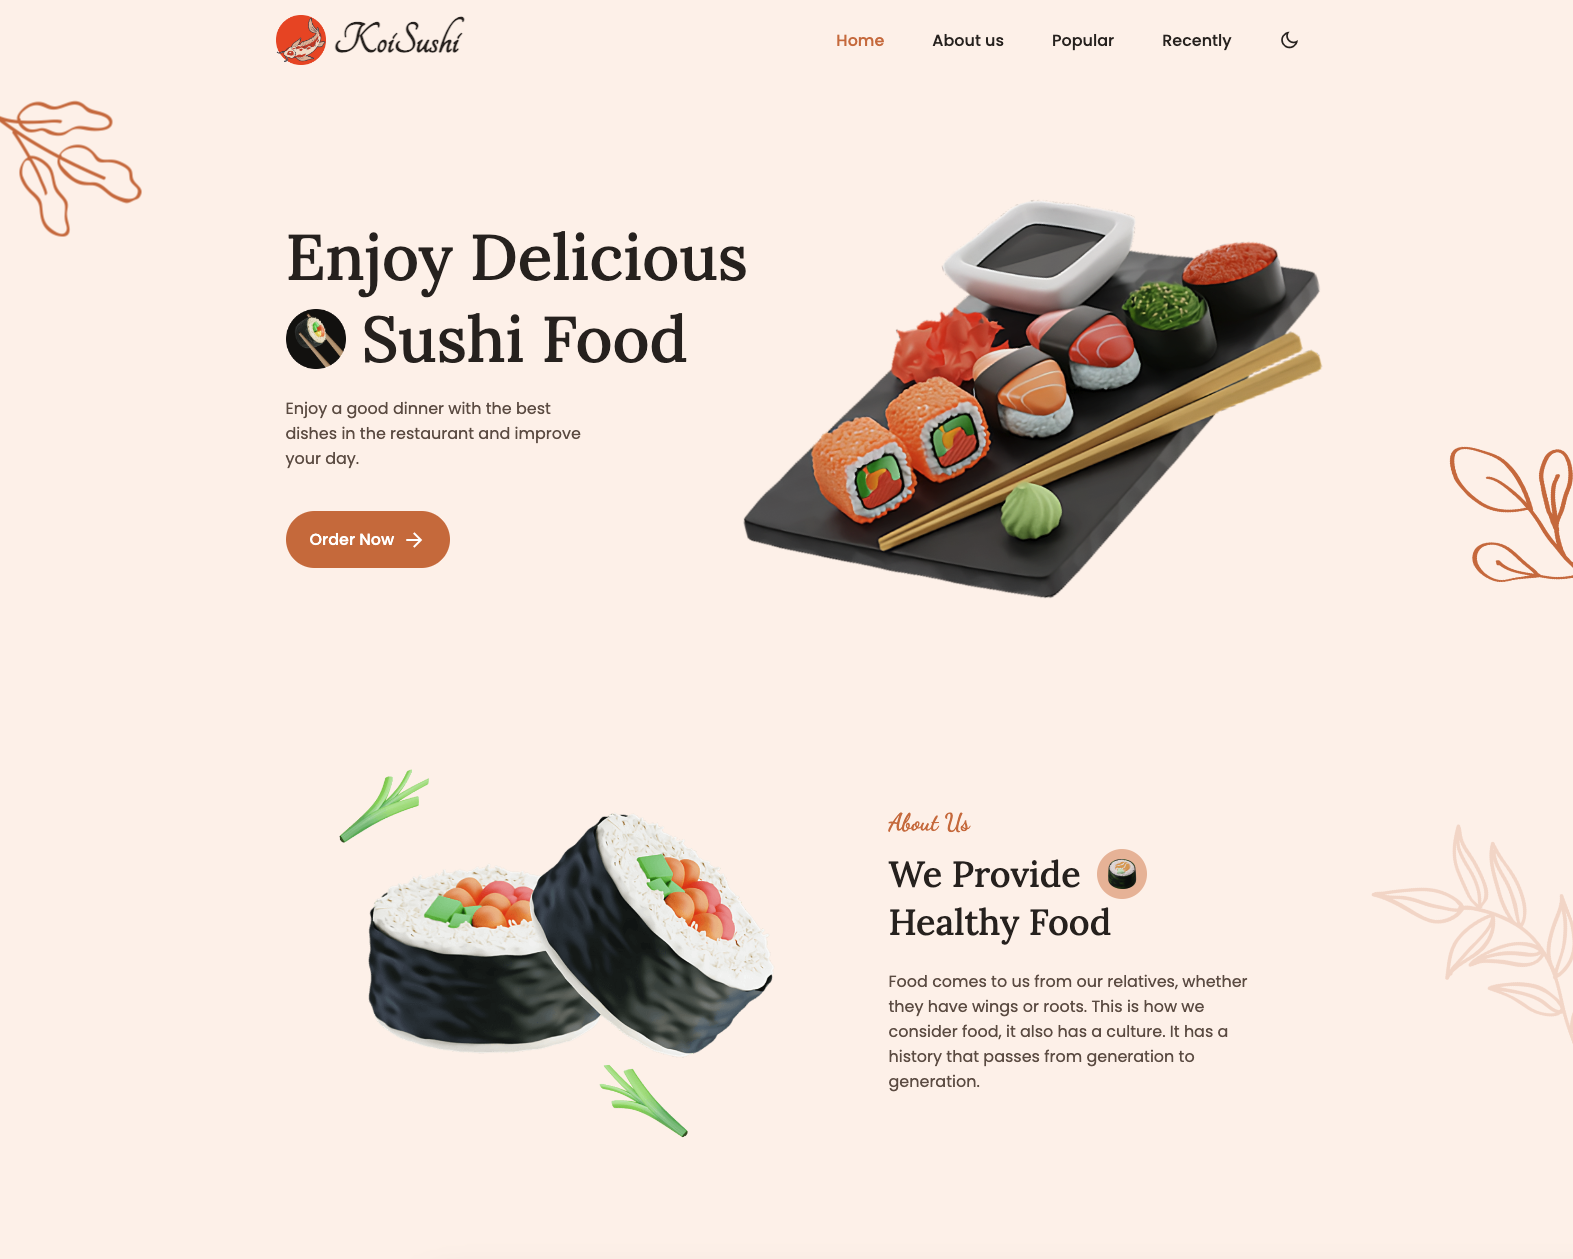 KoiSushi
Home
About us
Popular
Recently
Enjoy Delicious
Sushi Food
Enjoy a good dinner with the best
dishes in the restaurant and improve
your day.
Order Now
About Us
We Provide
Healthy Food
Food comes to us from our relatives, whether
they have wings or roots. This is how we
consider food, it also has a culture. It has a
history that passes from generation to
generation.